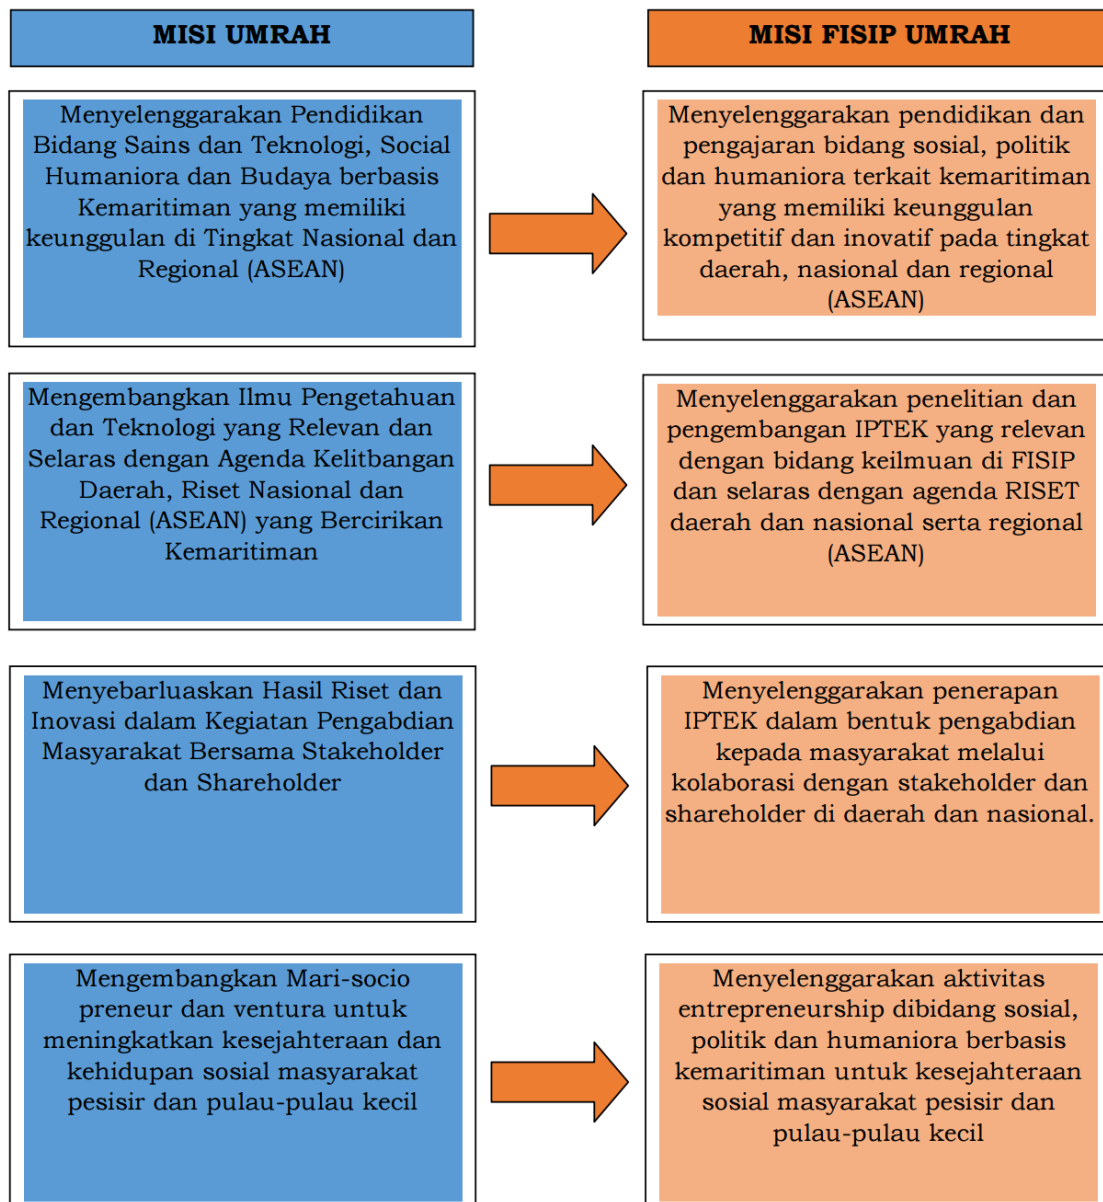 MISI UMRAH
MISI FISIP UMRAH
Menyelenggarakan Pendidikan
Bidang Sains dan Teknologi, Social
Humaniora dan Budaya berbasis
Kemaritiman yang memiliki
keunggulan di Tingkat Nasional dan
Regional (ASEAN)
Menyelenggarakan pendidikan dan
pengajaran bidang sosial, politik
dan humaniora terkait kemaritiman
yang memiliki keunggulan
kompetitif dan inovatif pada tingkat
daerah, nasional dan regional
(ASEAN)
Mengembangkan Ilmu Pengetahuan
dan Teknologi yang Relevan dan
Selaras dengan Agenda Kelitbangan
Daerah, Riset Nasional dan
Regional (ASEAN) yang Bercirikan
Kemaritiman
Menyelenggarakan penelitian dan
pengembangan IPTEK yang relevan
dengan bidang keilmuan di FISIP
dan selaras dengan agenda RISET
daerah dan nasional serta regional
(ASEAN)
Menyebarluaskan Hasil Riset dan
Inovasi dalam Kegiatan Pengabdian
Masyarakat Bersama Stakeholder
dan Shareholder
Menyelenggarakan penerapan
IPTEK dalam bentuk pengabdian
kepada masyarakat melalui
kolaborasi dengan stakeholder dan
shareholder di daerah dan nasional.
Mengembangkan Mari-socio
preneur dan ventura untuk
meningkatkan kesejahteraan dan
kehidupan sosial masyarakat
pesisir dan pulau-pulau kecil
Menyelenggarakan aktivitas
entrepreneurship dibidang sosial,
politik dan humaniora berbasis
kemaritiman untuk kesejahteraan
sosial masyarakat pesisir dan
pulau-pulau kecil